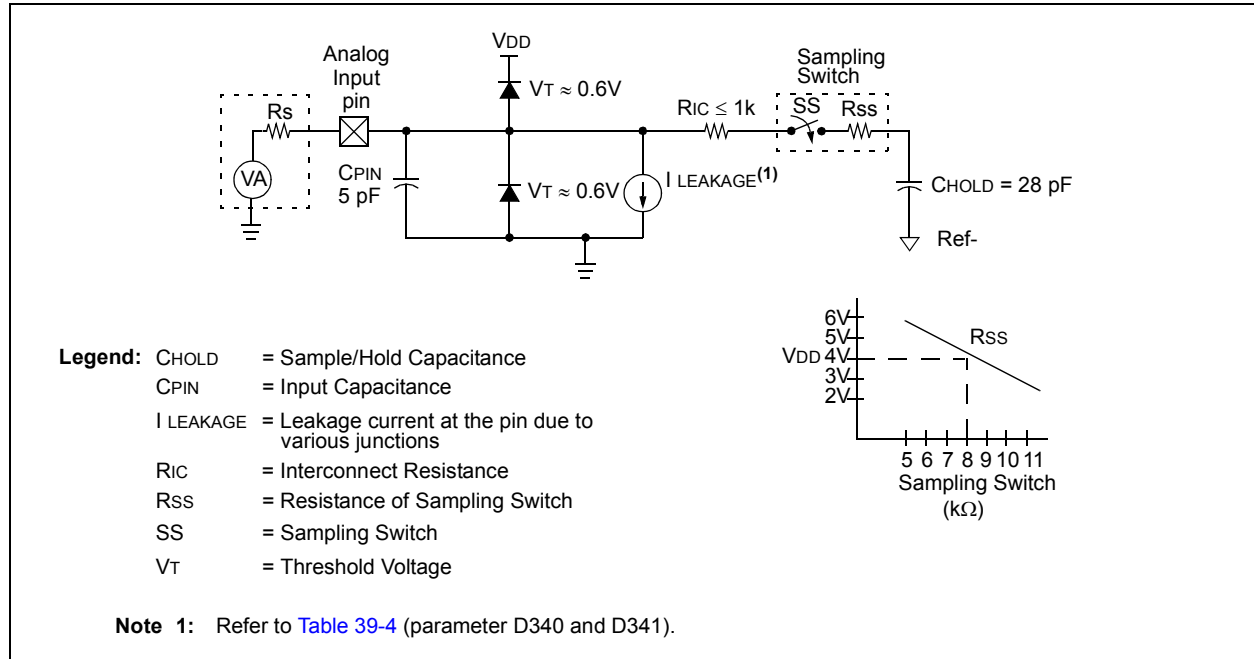 VDD
Analog
Input
pin
Sampling
Switch
VT ≈ 0.6V
Rs
RIC ≤ 1k
SS
Rss
VA
CPIN
5 pF
VT ≈ 0.6V
I LEAKAGE(1)
CHOLD = 28 pF
Ref-
6V
5V
VDD 4V
3V
2V
RSS
5 6 7 8 9 10 11
Sampling Switch
(kΩ)
Legend: CHOLD = Sample/Hold Capacitance
CPIN = Input Capacitance
I LEAKAGE = Leakage current at the pin due to
various junctions
RIC = Interconnect Resistance
RSS = Resistance of Sampling Switch
SS = Sampling Switch
VT = Threshold Voltage
Note 1: Refer to Table 39-4 (parameter D340 and D341).